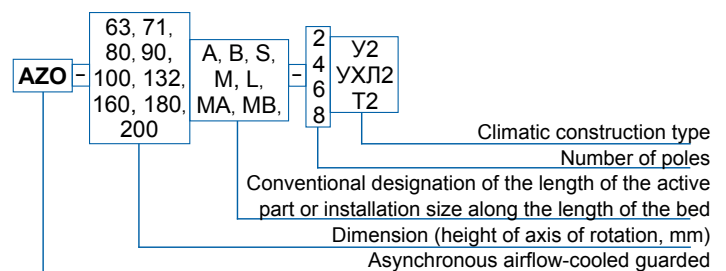 AZO
-
63, 71,
80, 90,
100, 132,
160, 180,
200
A, B, S,
M, L,
MA, MB,
-
2
4
6
8
У2
УХЛ2
Т2
Climatic construction type
Number of poles
Conventional designation of the length of the active
part or installation size along the length of the bed
Dimension (height of axis of rotation, mm)
Asynchronous airflow-cooled guarded